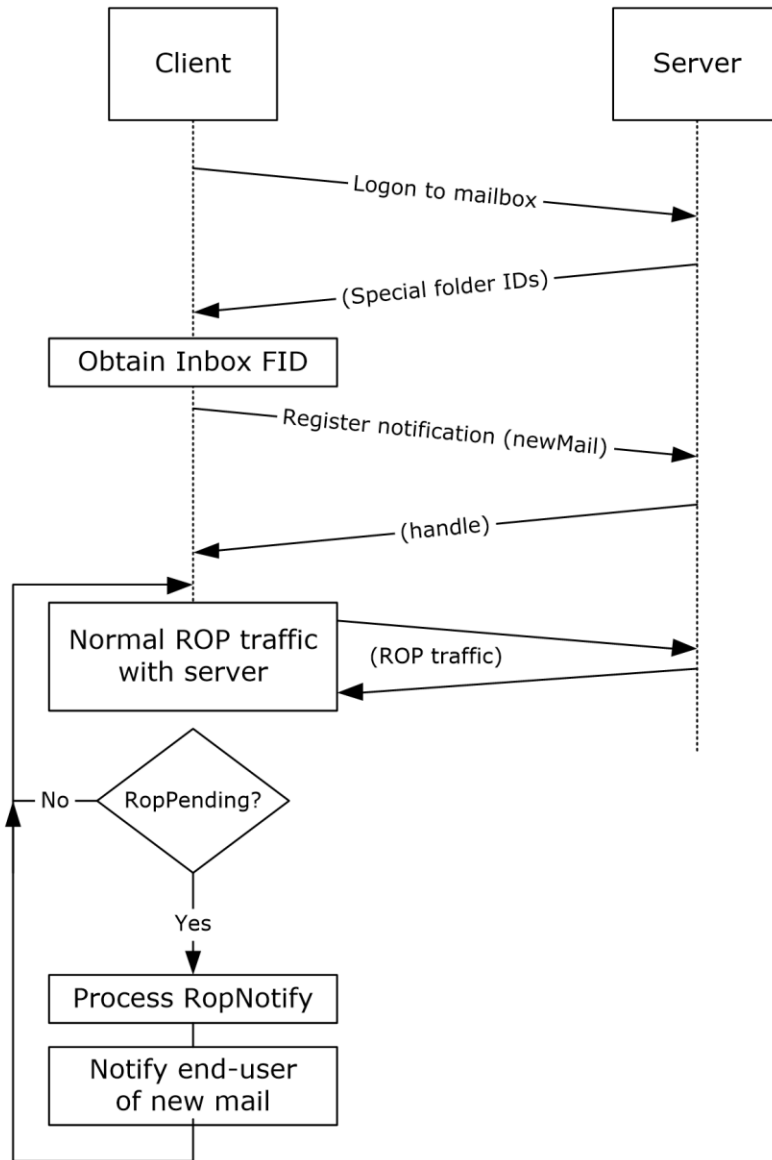 Client
Server
Logon to mailbox
(Special folder IDs)
Obtain Inbox FID
Register notification (newMail)
(handle)
Normal ROP traffic
with server
(ROP traffic)
No
RopPending?
Yes
Process RopNotify
Notify end-user
of new mail